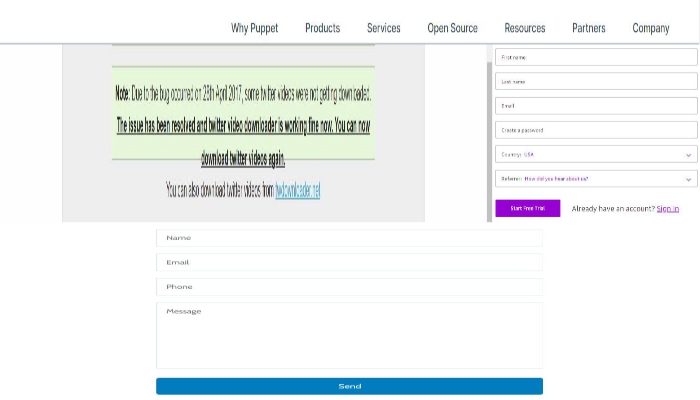 Why Puppet Products Services Open Source Resources Partners Company
Note: Due to the bug occurred on 28th April 2017, some twitter videos were not getting downloaded.
The issue has been resolved and twitter video downloader is working fine now. You can now
download twitter videos again.
You can also download twitter videos from twdownloader.net
First name
Last name
Email
Create a password
Country: USA
Referrer: How did you hear about us?
Start Free Trial Already have an account? Sign in
Name
Email
Phone
Message
Send